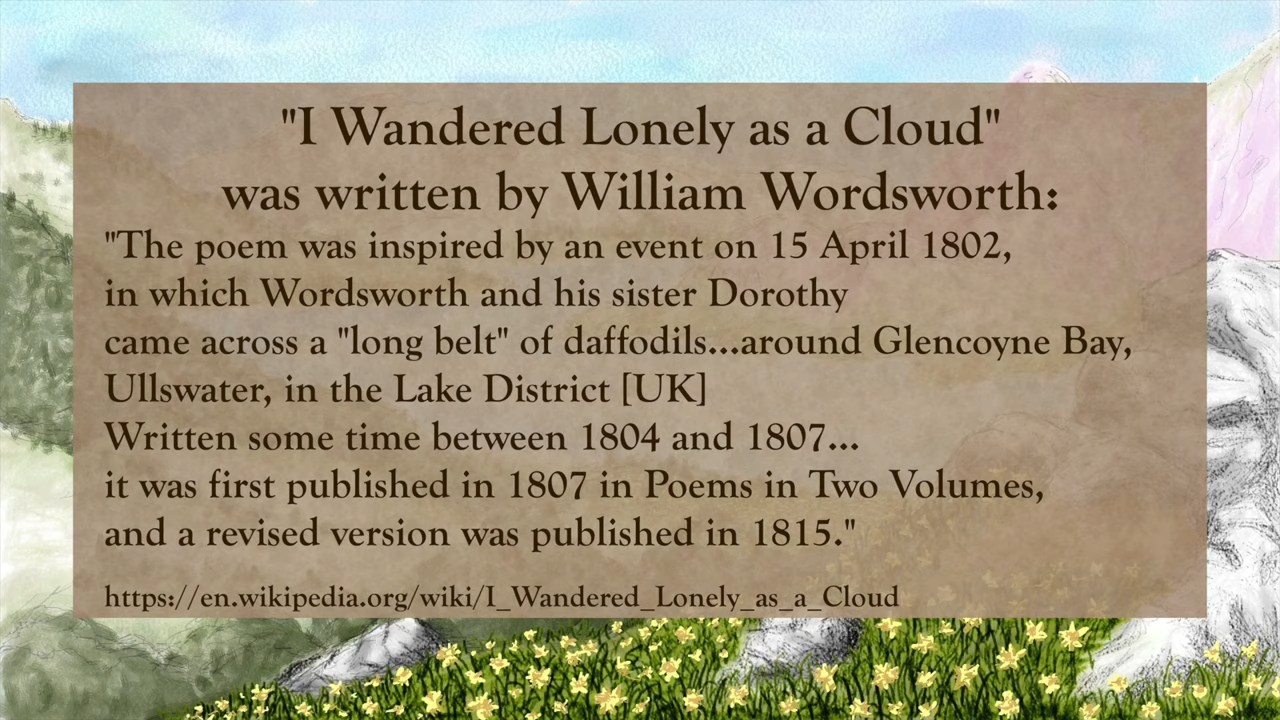 "I Wandered Lonely as a Cloud"
was written by William Wordsworth:
"The poem was inspired by an event on 15 April 1802,
in which Wordsworth and his sister Dorothy
came across a "long belt" of daffodils...around Glencoyne Bay,
Ullswater, in the Lake District [UK]
Written some time between 1804 and 1807...
it was first published in 1807 in Poems in Two Volumes,
and a revised version was published in 1815."
https://en.wikipedia.org/wiki/I_Wandered_Lonely_as_a_Cloud